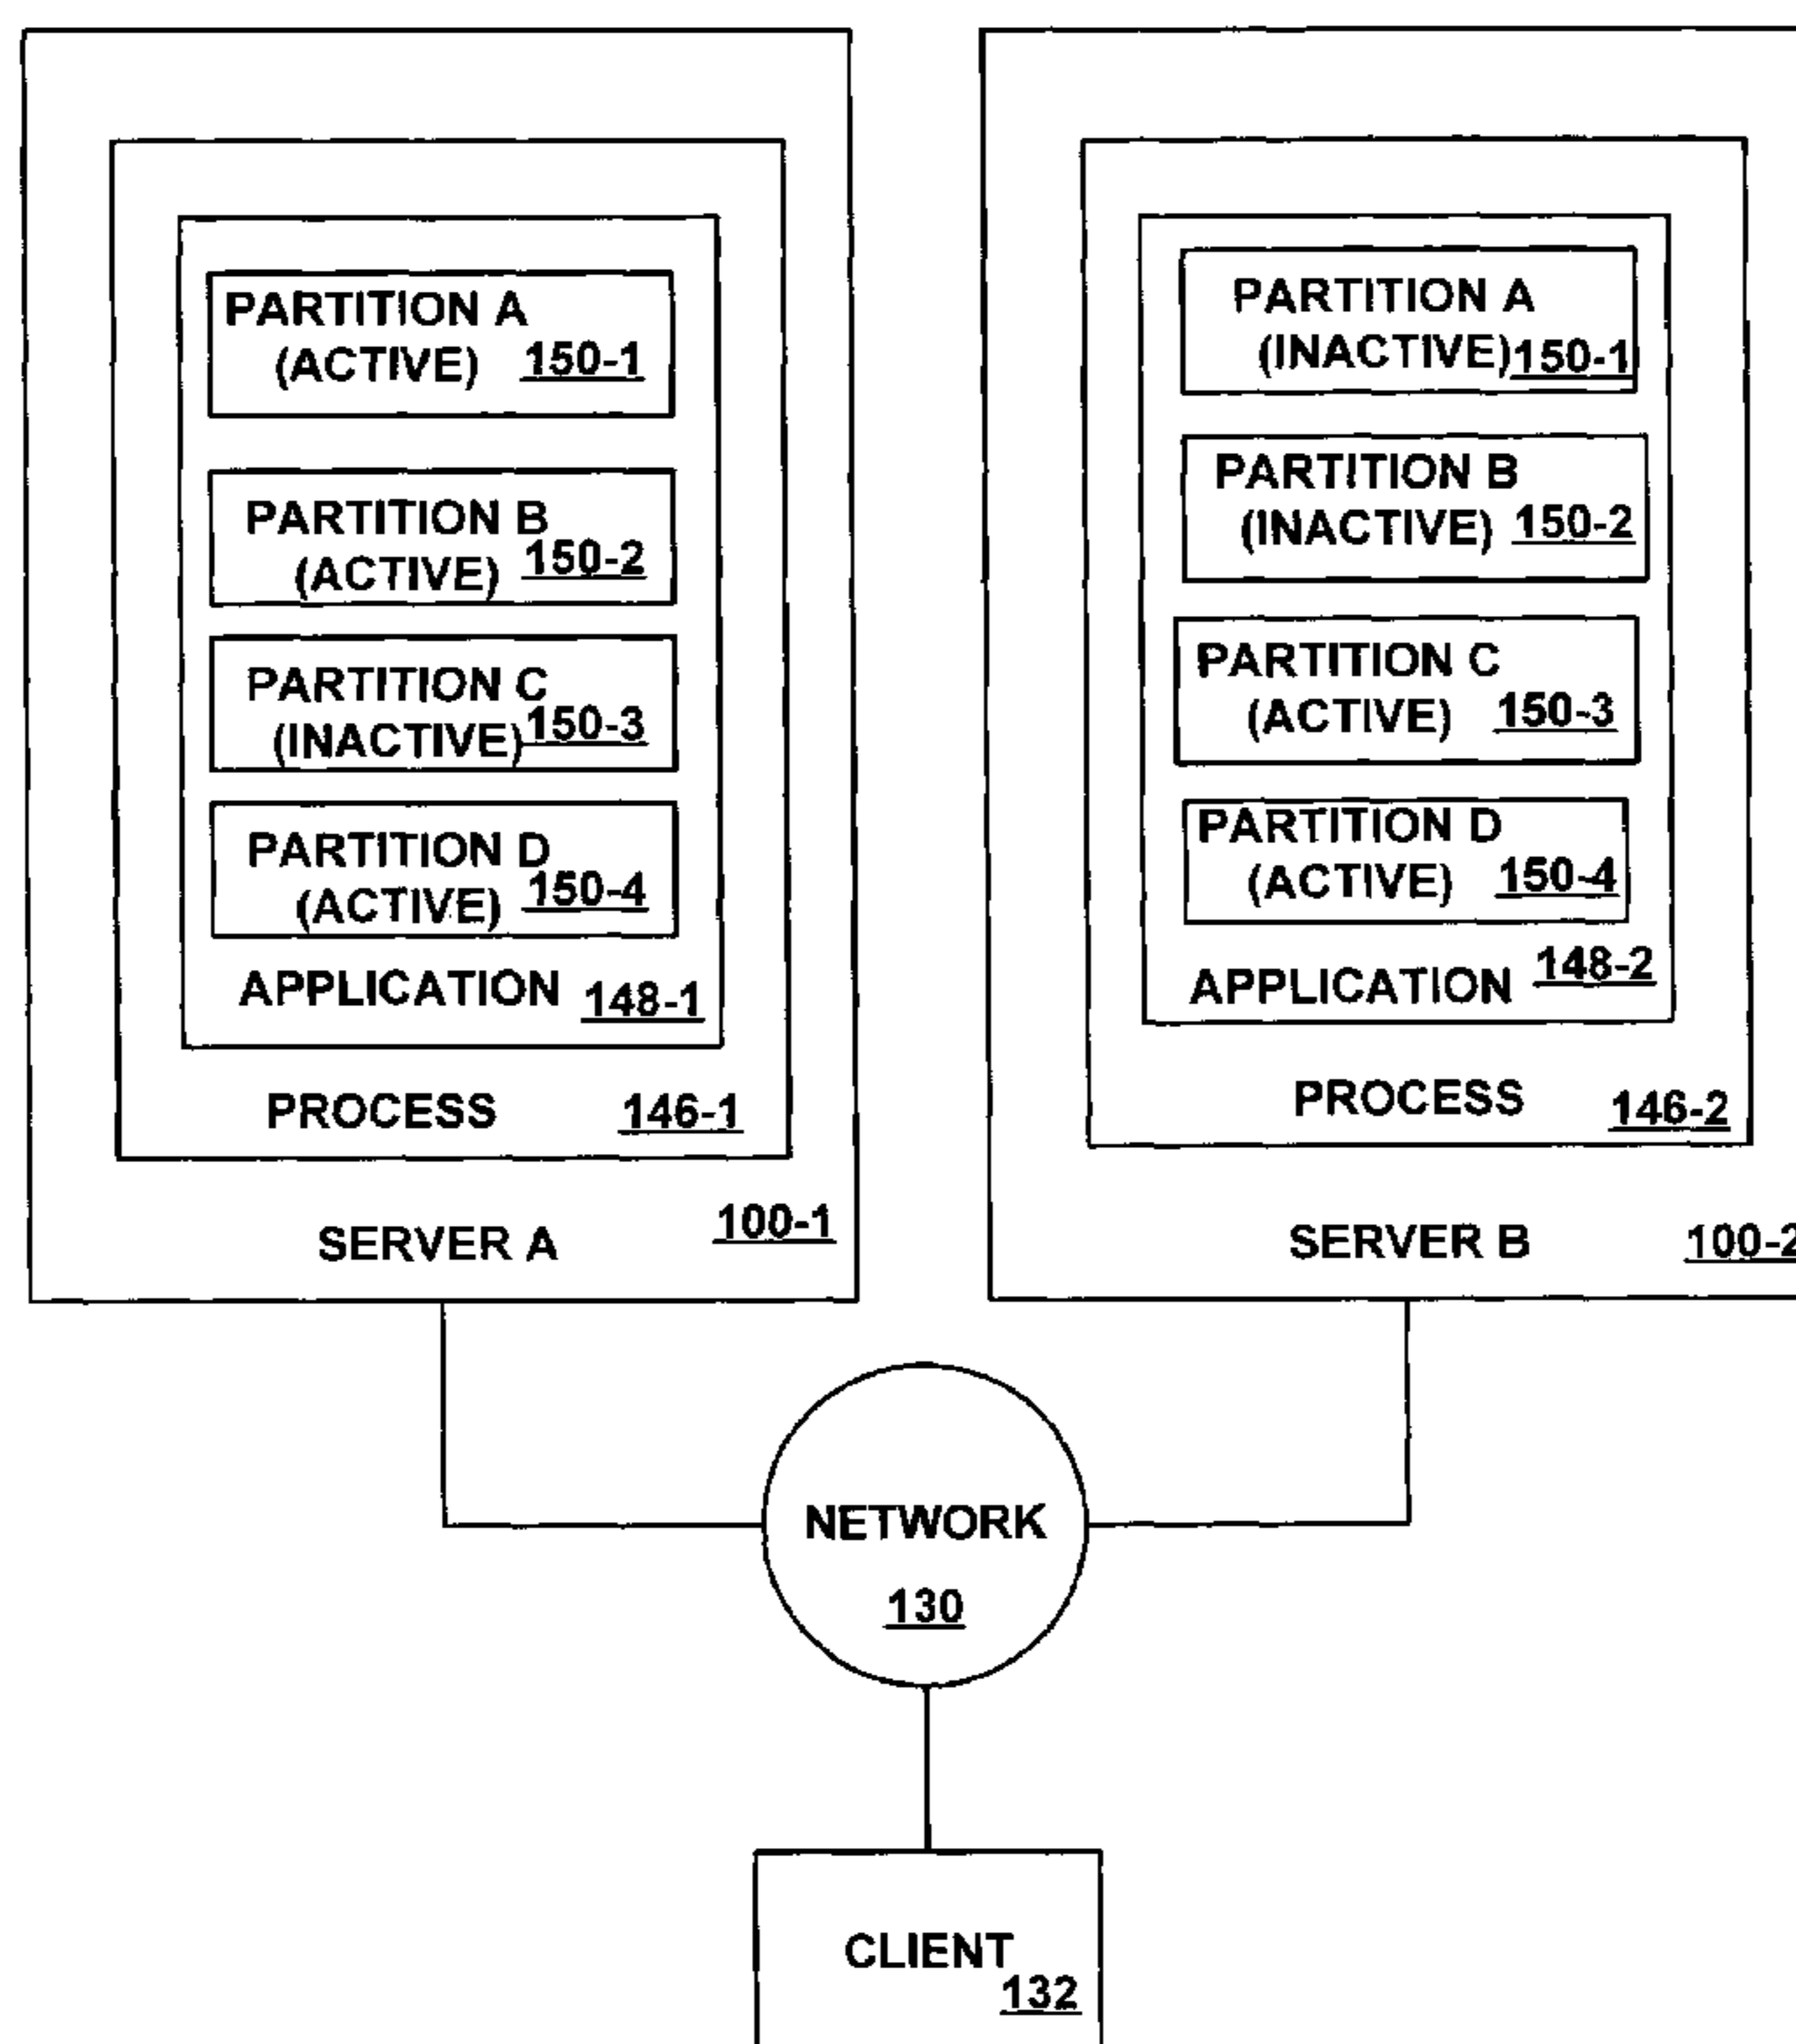 PARTITION A
(ACTIVE) 150-1
PARTITION B
(ACTIVE) 150-2
PARTITION C
(INACTIVE) 150-3
PARTITION D
(ACTIVE) 150-4
APPLICATION 148-1
PROCESS 146-1
SERVER A 100-1
PARTITION A
(INACTIVE) 150-1
PARTITION B
(INACTIVE) 150-2
PARTITION C
(ACTIVE) 150-3
PARTITION D
(ACTIVE) 150-4
APPLICATION 148-2
PROCESS 146-2
SERVER B 100-2
NETWORK
130
CLIENT
132